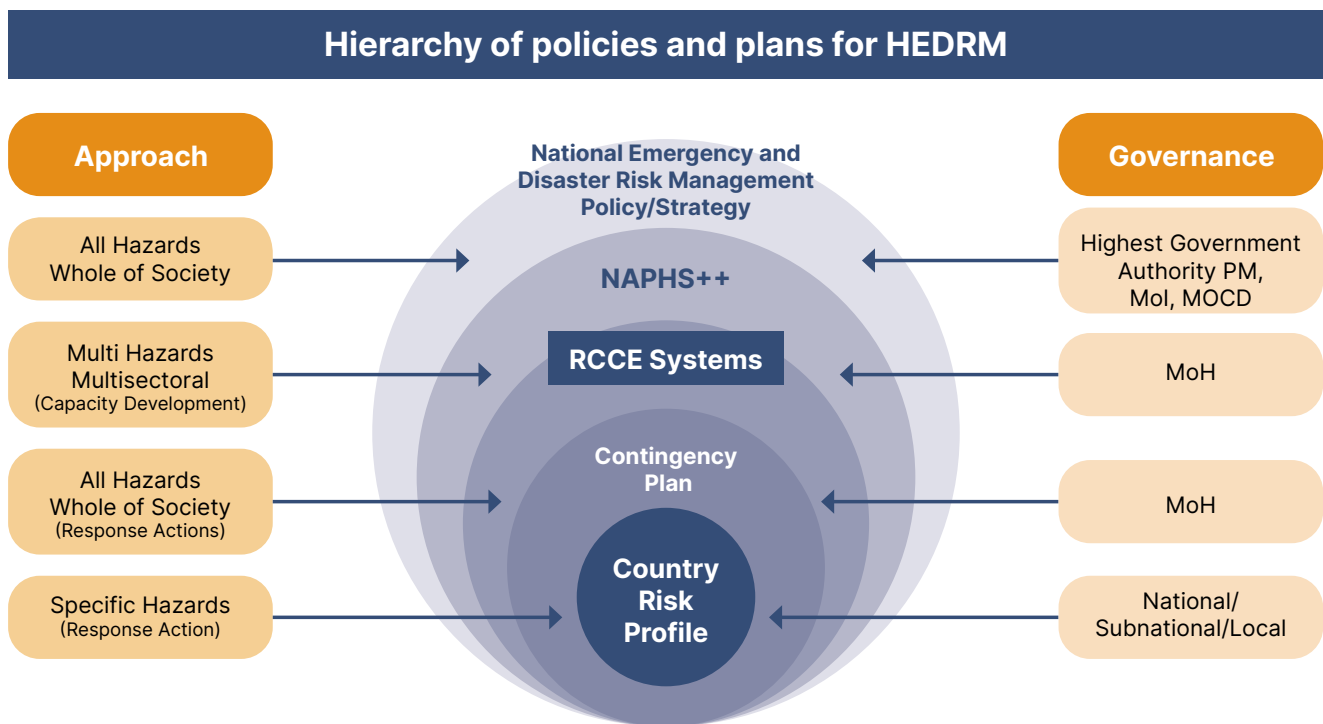 Hierarchy of policies and plans for HEDRM
Approach
All Hazards
Whole of Society
Multi Hazards
Multisectoral
(Capacity Development)
All Hazards
Whole of Society
(Response Actions)
Specific Hazards
(Response Action)
National Emergency and
Disaster Risk Management
Policy/Strategy
NAPHS++
RCCE Systems
Contingency
Plan
Country
Risk
Profile
Governance
Highest Government
Authority PM,
MoI, MOCD
MoH
MoH
National/
Subnational/Local